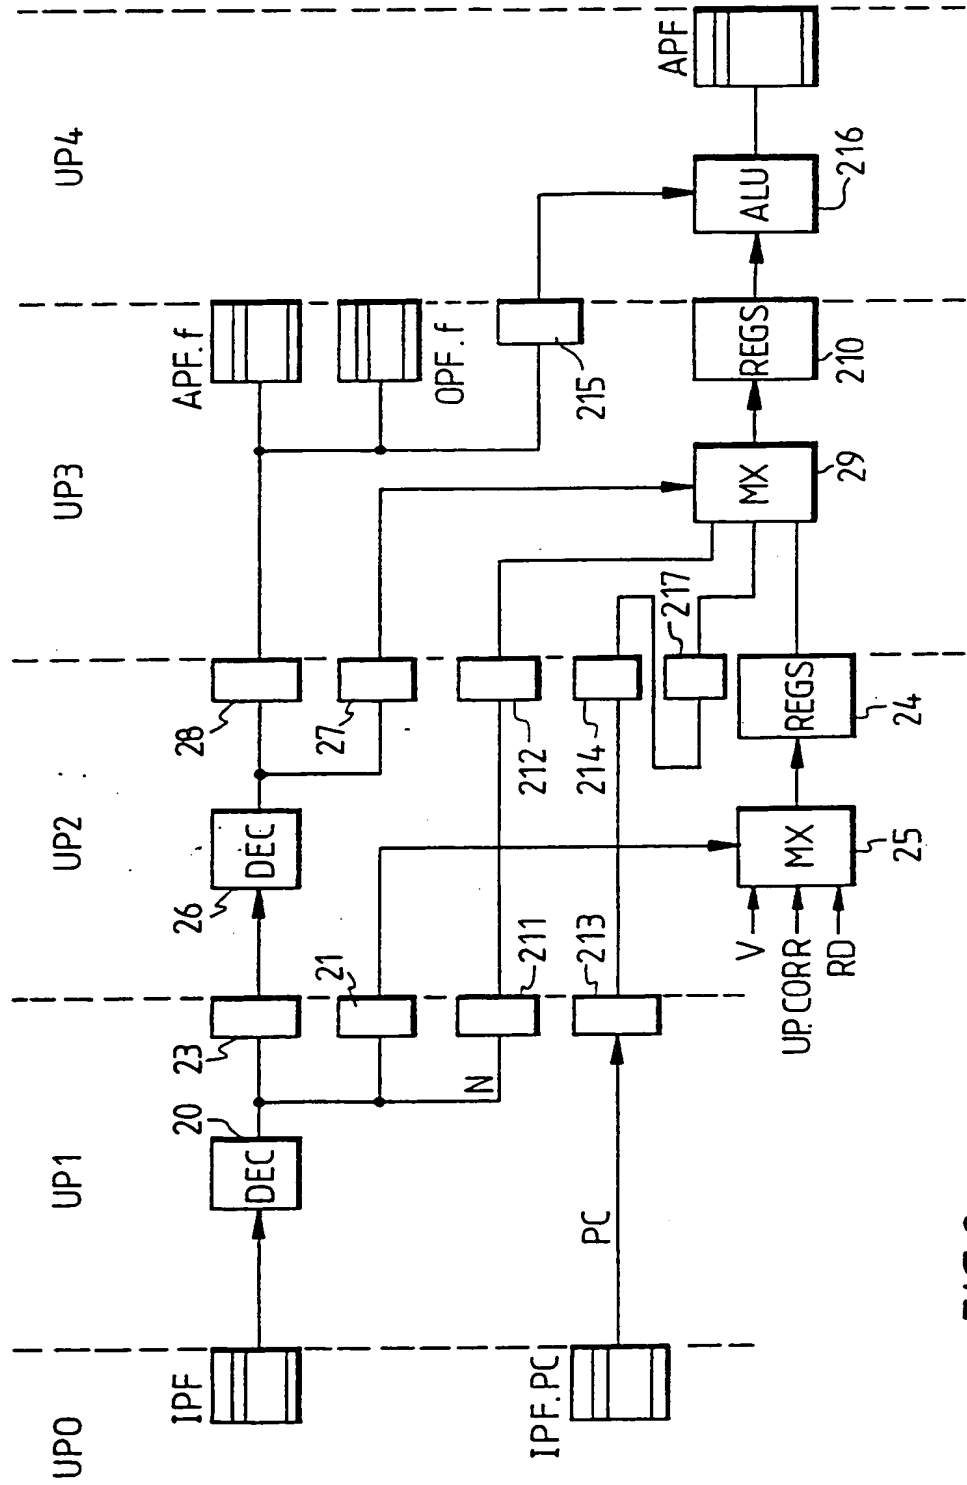 UP0
UP1
UP2
UP3
UP4
IPF
DEC
20
23
DEC
26
28
APF.f
21
27
OPF.f
N
211
212
215
IPF.PC
PC
213
214
217
V
UP.CORR
RD
MX
25
REGS
24
MX
29
REGS
210
ALU
216
APF